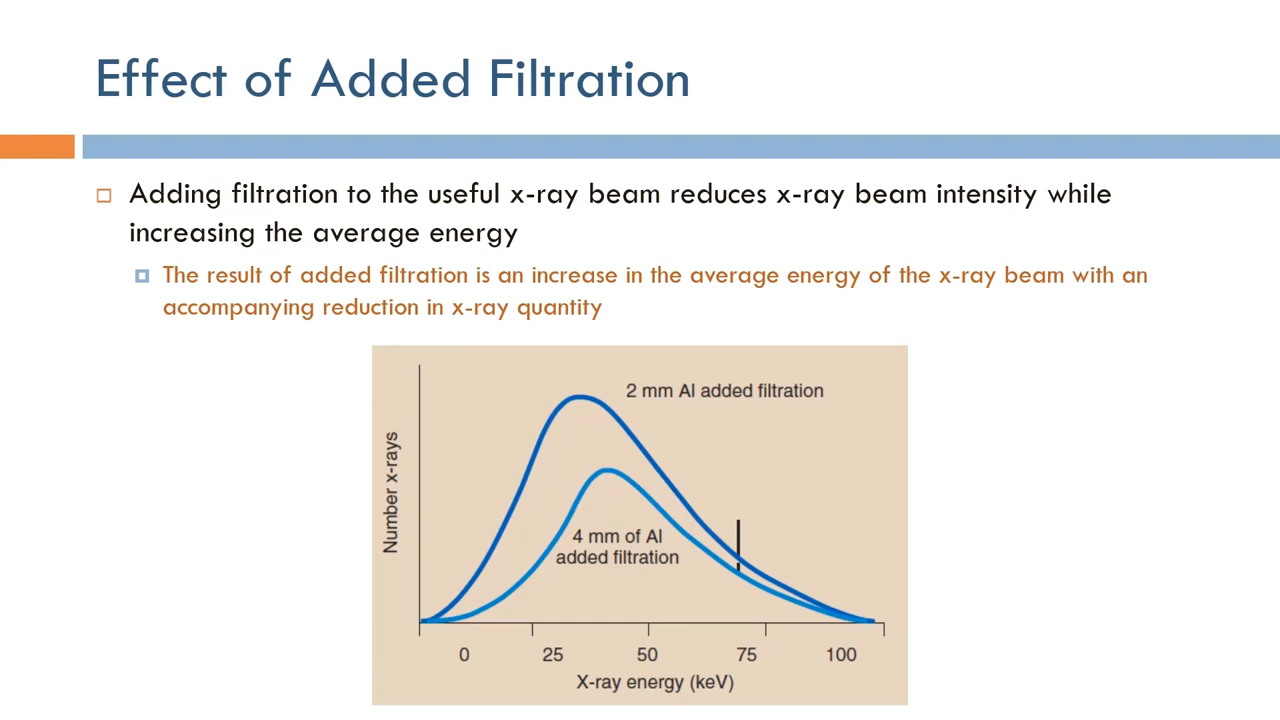 Effect of Added Filtration
Adding filtration to the useful x-ray beam reduces x-ray beam intensity while
increasing the average energy
The result of added filtration is an increase in the average energy of the x-ray beam with an
accompanying reduction in x-ray quantity
2 mm Al added filtration
Number x-rays
4 mm of Al
added filtration
0 25 50 75 100
X-ray energy (keV)